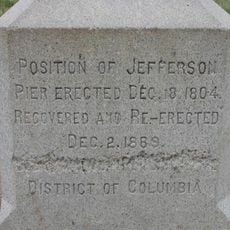 POSITION OF JEFFERSON
PIER ERECTED DEC. 18, 1804.
RECOVERED AND RE-ERECTED
DEC. 2, 1889.
DISTRICT OF COLUMBIA